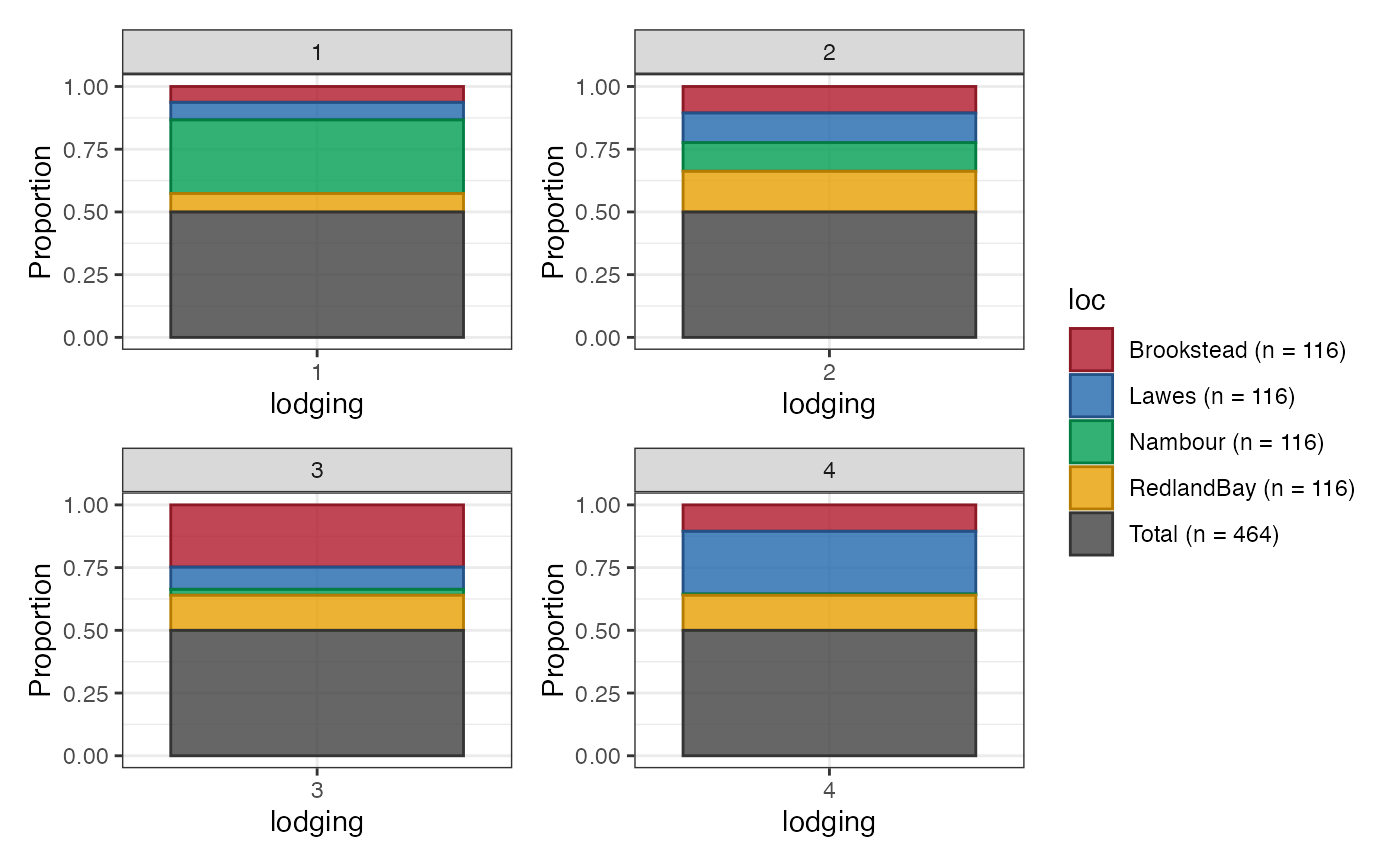 1
1.00
0.75
0.50
0.25
0.00
Proportion
1
lodging
2
1.00
0.75
0.50
0.25
0.00
Proportion
2
lodging
3
1.00
0.75
0.50
0.25
0.00
Proportion
3
lodging
4
1.00
0.75
0.50
0.25
0.00
Proportion
4
lodging
loc
Brookstead (n = 116)
Lawes (n = 116)
Nambour (n = 116)
RedlandBay (n = 116)
Total (n = 464)